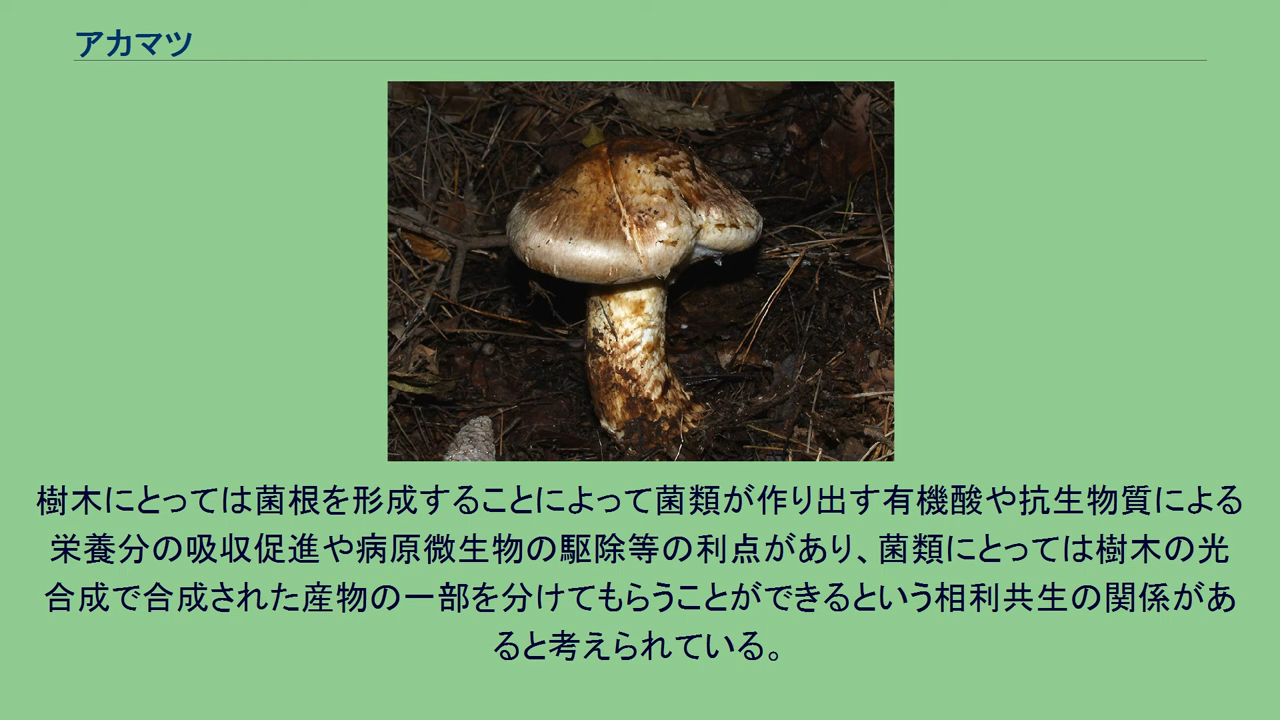 アカマツ
樹木にとっては菌根を形成することによって菌類が作り出す有機酸や抗生物質による
栄養分の吸収促進や病原微生物の駆除等の利点があり、菌類にとっては樹木の光
合成で合成された産物の一部を分けてもらうことができるという相利共生の関係があ
ると考えられている。